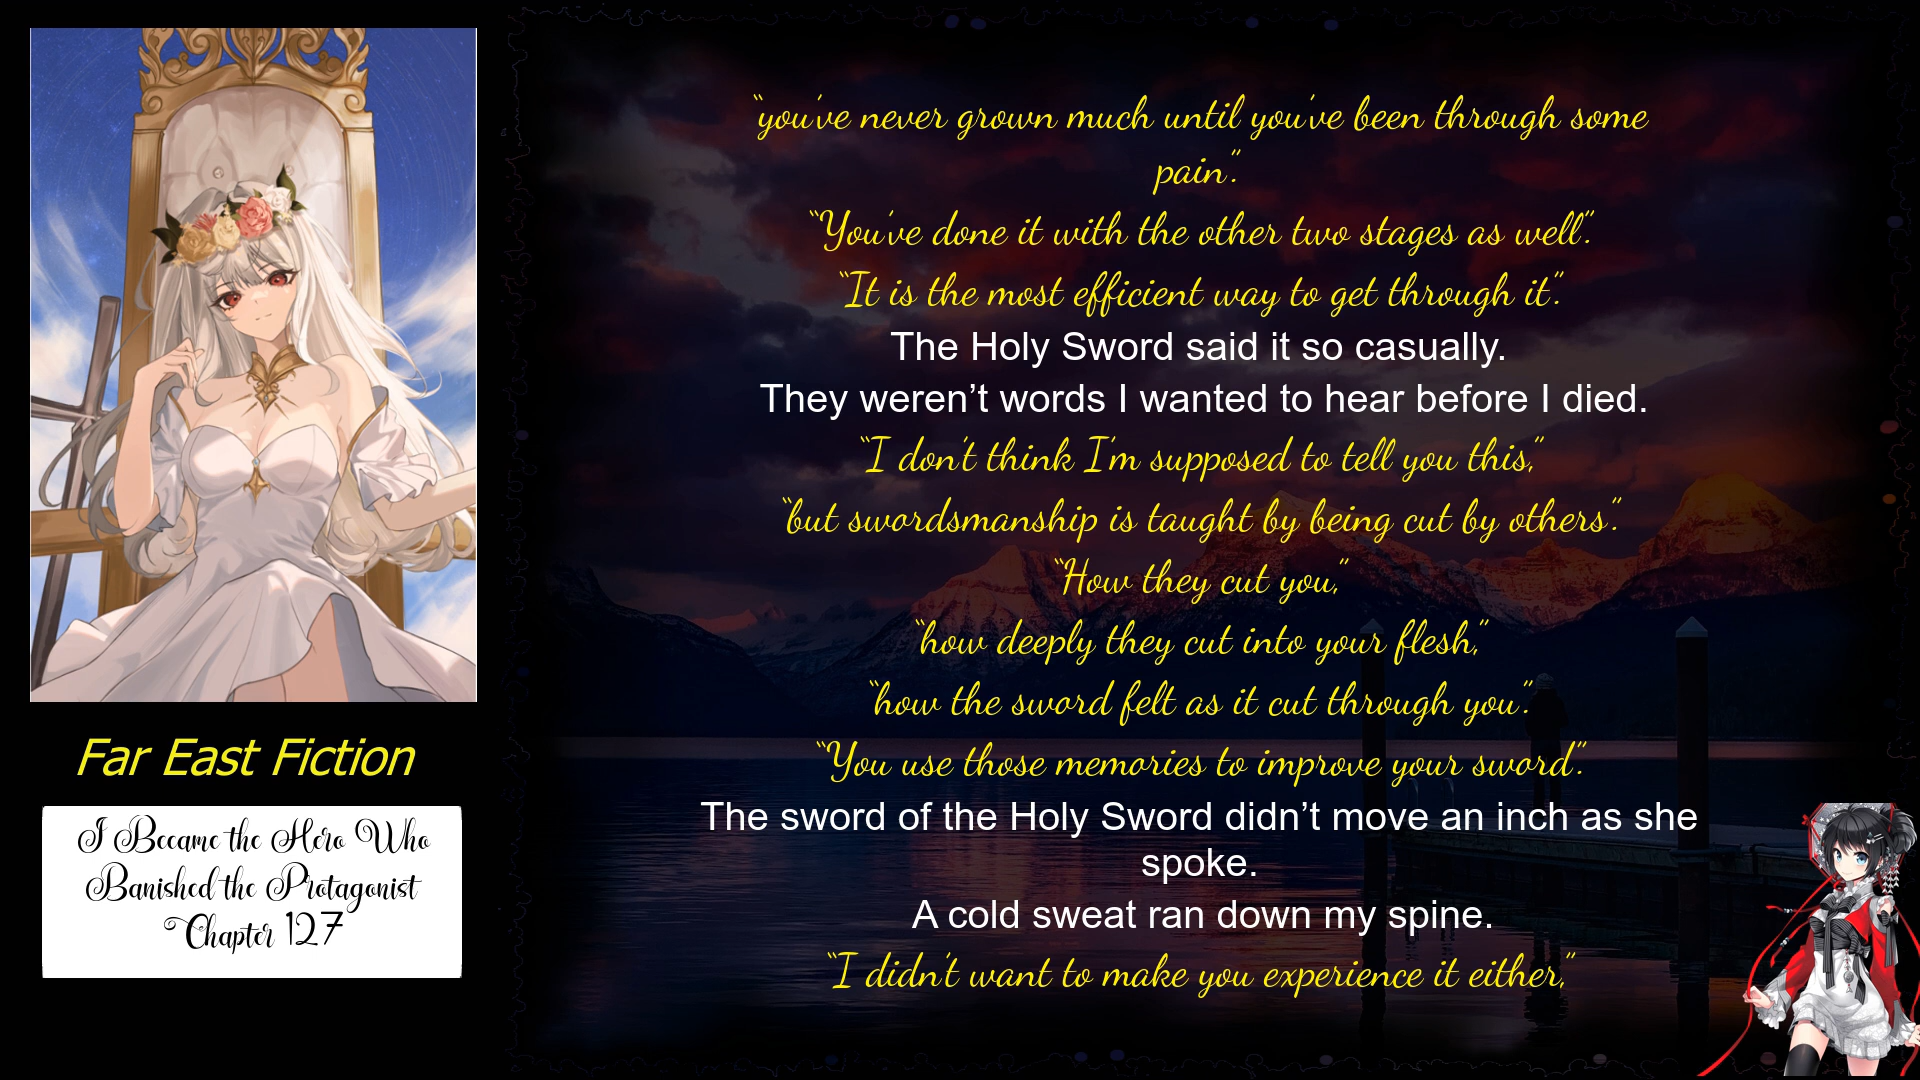 Far East Fiction
I Became the Hero Who
Banished the Protagonist
Chapter 127
“you’ve never grown much until you’ve been through some
pain”.
“You’ve done it with the other two stages as well”.
“It is the most efficient way to get through it”.
The Holy Sword said it so casually.
They weren’t words I wanted to hear before I died.
“I don’t think I’m supposed to tell you this,”
“but swordsmanship is taught by being cut by others”.
“How they cut you,”
“how deeply they cut into your flesh,”
“how the sword felt as it cut through you”.
“You use those memories to improve your sword”.
The sword of the Holy Sword didn’t move an inch as she
spoke.
A cold sweat ran down my spine.
“I didn’t want to make you experience it either,”